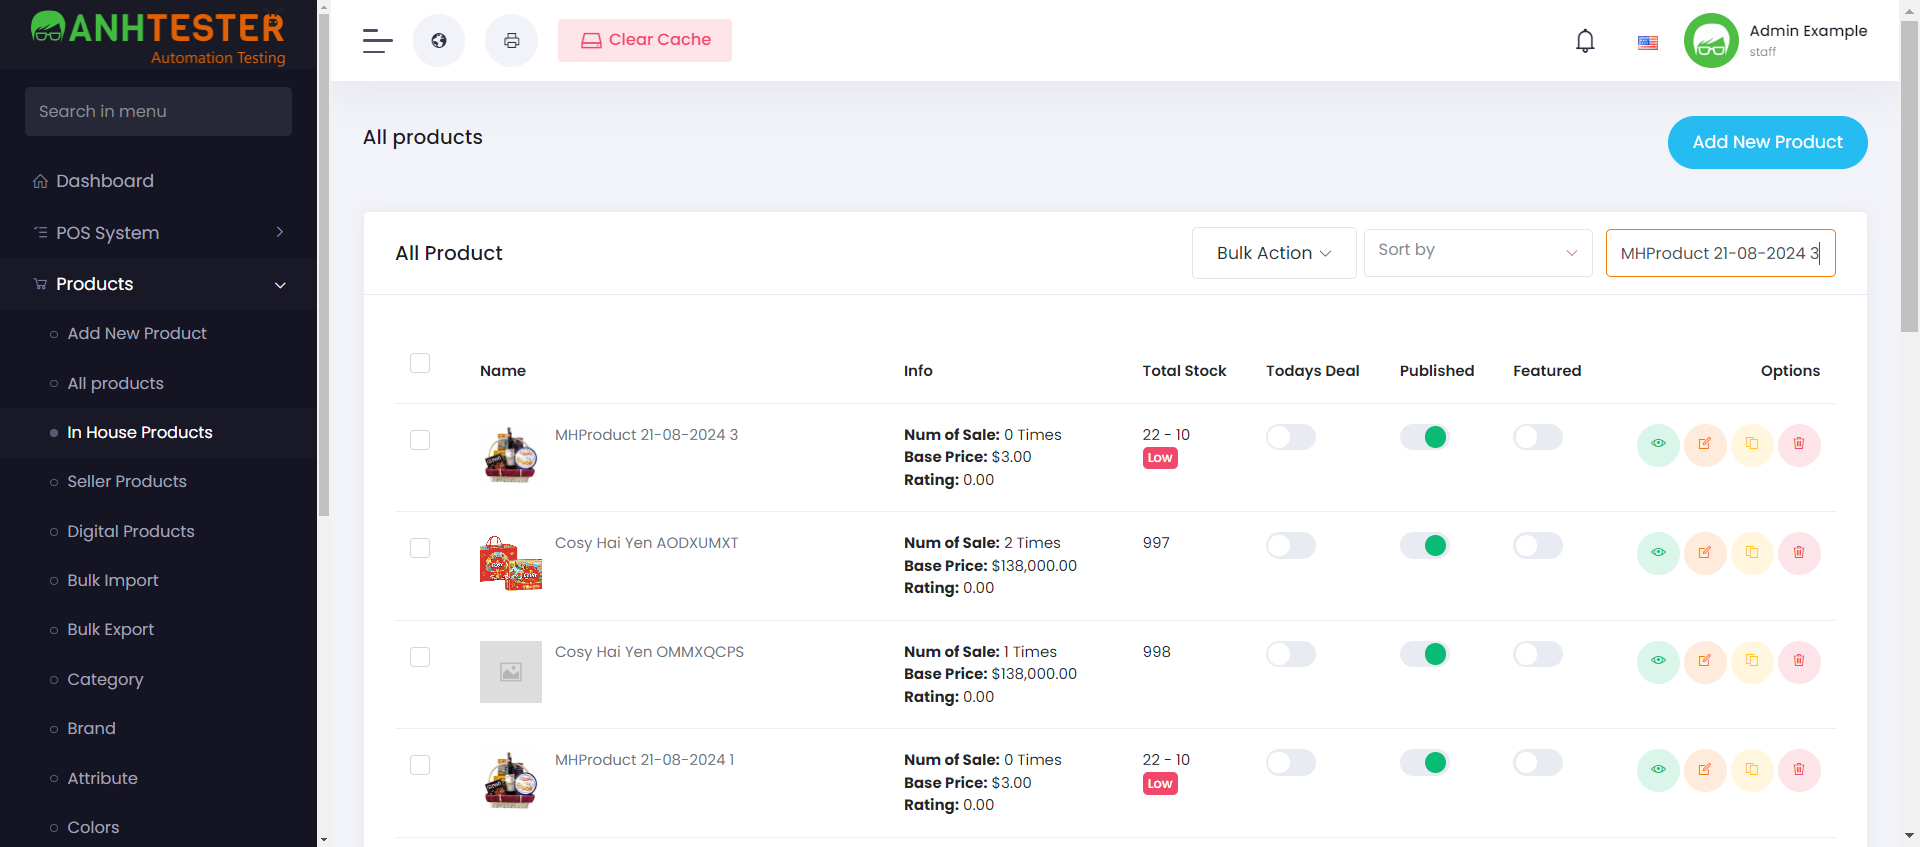 ANHTESTER
Automation Testing
Search in menu
Dashboard
POS System
Products
Add New Product
All products
In House Products
Seller Products
Digital Products
Bulk Import
Bulk Export
Category
Brand
Attribute
Colors
Clear Cache
Admin Example
staff
All products
Add New Product
All Product
Bulk Action
Sort by
MHProduct 21-08-2024 3
Name Info Total Stock Todays Deal Published Featured Options
MHProduct 21-08-2024 3
Num of Sale: 0 Times
Base Price: $3.00
Rating: 0.00
22 - 10
Low
Cosy Hai Yen AODXUMXT
Num of Sale: 2 Times
Base Price: $138,000.00
Rating: 0.00
997
Cosy Hai Yen OMMXQCPS
Num of Sale: 1 Times
Base Price: $138,000.00
Rating: 0.00
998
MHProduct 21-08-2024 1
Num of Sale: 0 Times
Base Price: $3.00
Rating: 0.00
22 - 10
Low